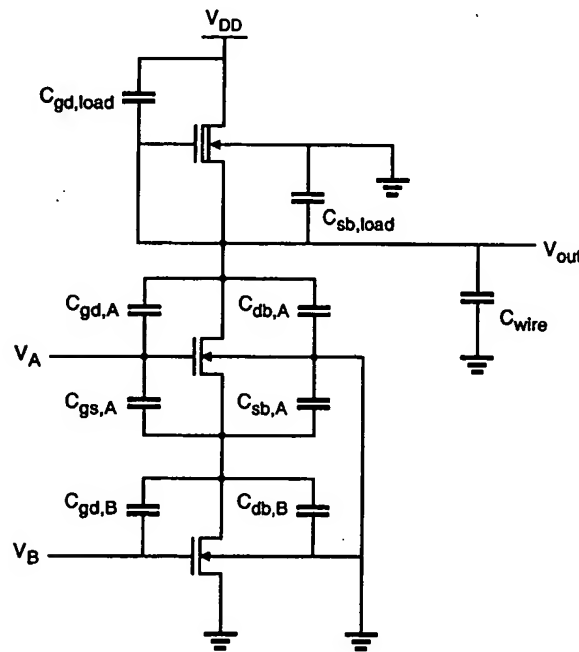 V_DD
C_gd,load
C_sb,load
V_out
C_wire
C_gd,A
C_db,A
V_A
C_gs,A
C_sb,A
C_gd,B
C_db,B
V_B